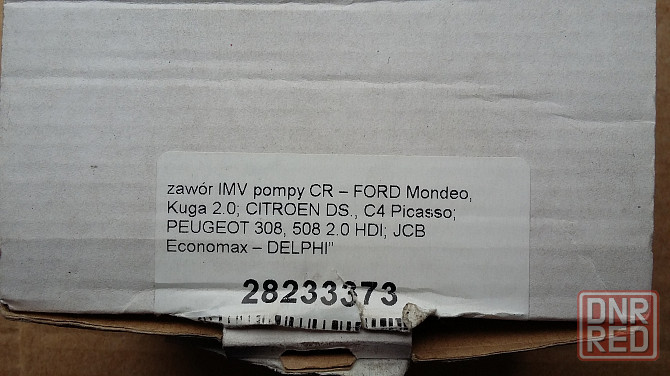 zawór IMV pompy CR – FORD Mondeo,
Kuga 2.0; CITROEN DS., C4 Picasso;
PEUGEOT 308, 508 2.0 HDI; JCB
Economax – DELPHI"
28233373
DNR
RED